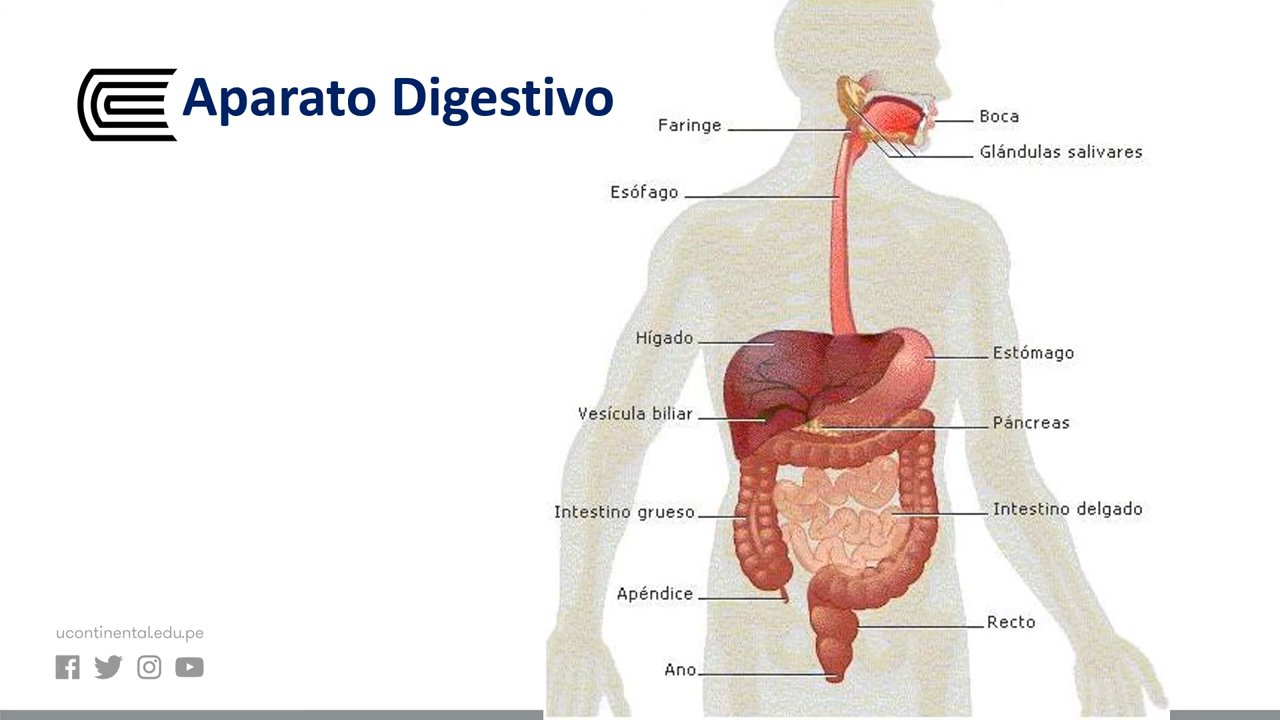 Aparato Digestivo
Faringe
Boca
Glándulas salivares
Esófago
Hígado
Estómago
Vesícula biliar
Páncreas
Intestino grueso
Intestino delgado
Apéndice
Recto
Ano
ucontinental.edu.pe